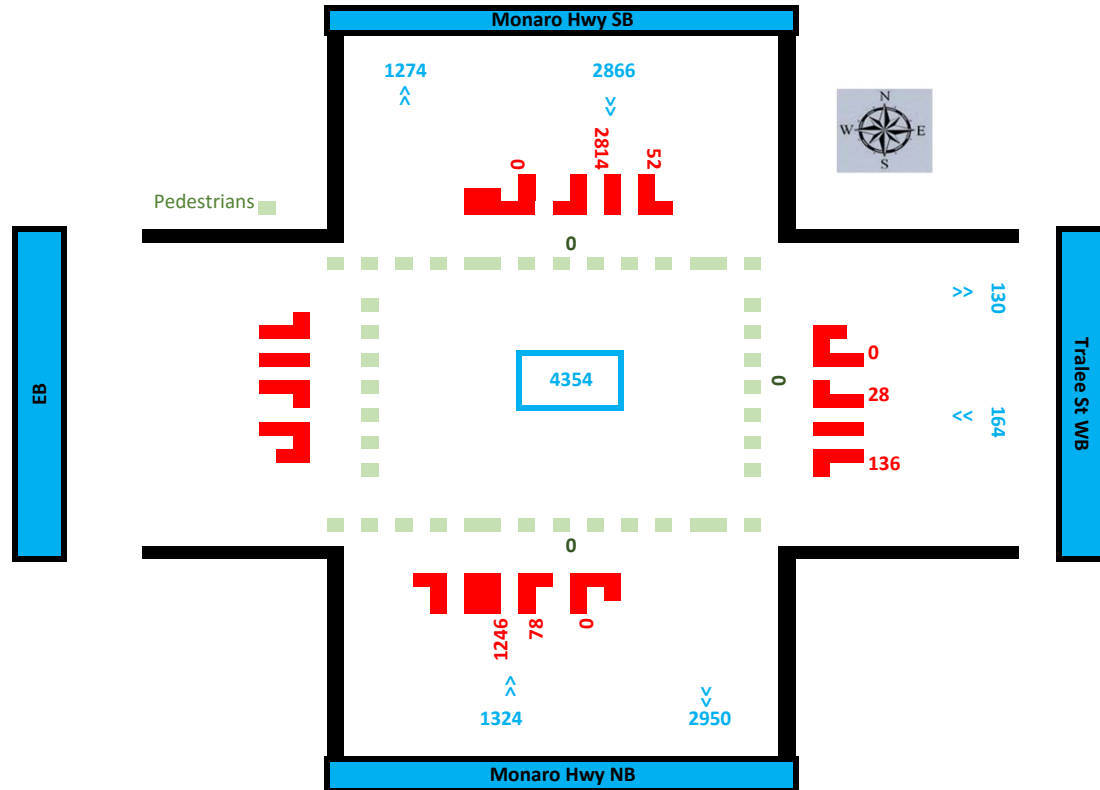 Monaro Hwy SB
1274
2866
>>
>>
N
W
E
S
0
2814
52
Pedestrians
0
>>
130
0
EB
4354
0
28
Tralee St WB
<<
164
136
0
1246
78
0
>>
>>
1324
2950
Monaro Hwy NB